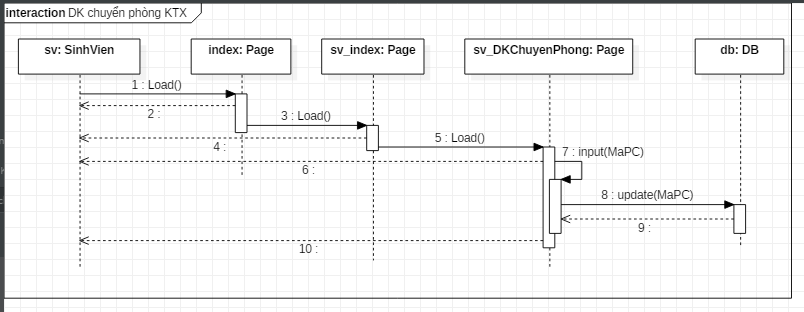 interaction DK chuyển phòng KTX
sv: SinhVien
index: Page
sv_index: Page
sv_DKChuyenPhong: Page
db: DB
1 : Load()
2 :
3 : Load()
4 :
5 : Load()
6 :
7 : input(MaPC)
8 : update(MaPC)
9 :
10 :